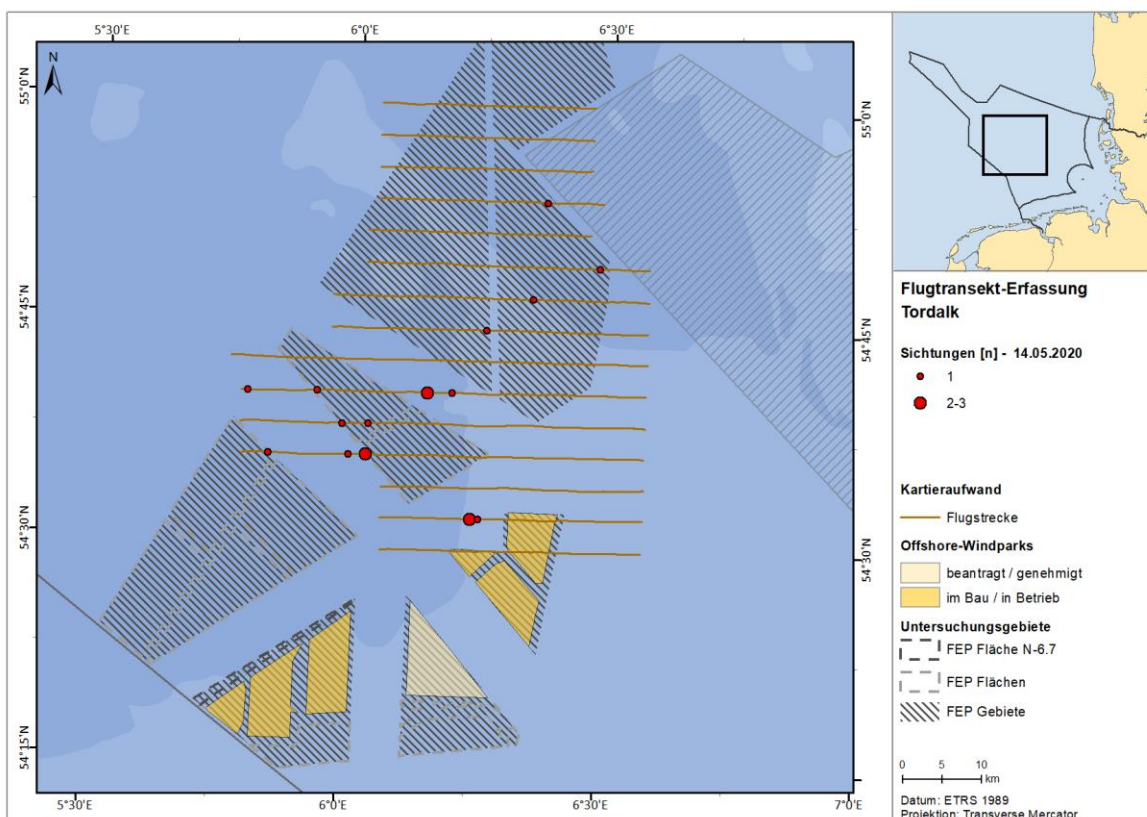 5°30'E 6°0'E 6°30'E
N
55°0'N
55°0'N
54°45'N
54°45'N
54°30'N
54°30'N
54°15'N
5°30'E 6°0'E 6°30'E 7°0'E
Flugtransekt-Erfassung
Tordalk
Sichtungen [n] - 14.05.2020
1
2-3
Kartieraufwand
Flugstrecke
Offshore-Windparks
beantragt / genehmigt
im Bau / in Betrieb
Untersuchungsgebiete
FEP Fläche N-6.7
FEP Flächen
FEP Gebiete
0 5 10
km
Datum: ETRS 1989
Projektion: Transverse Mercator